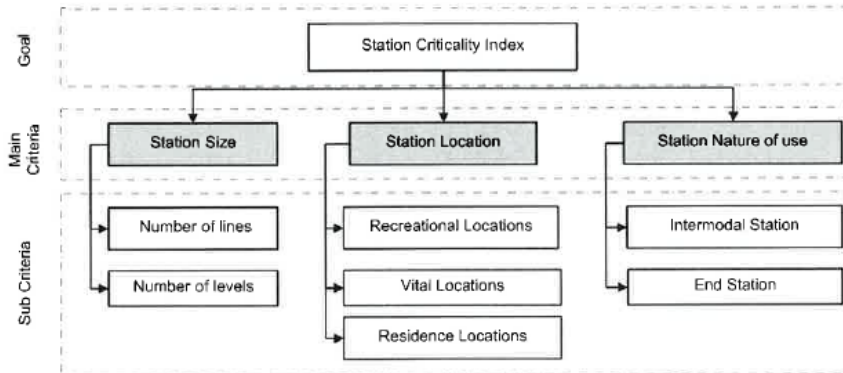 Goal
Station Criticality Index
Main
Criteria
Station Size
Station Location
Station Nature of use
Sub Criteria
Number of lines
Number of levels
Recreational Locations
Vital Locations
Residence Locations
Intermodal Station
End Station